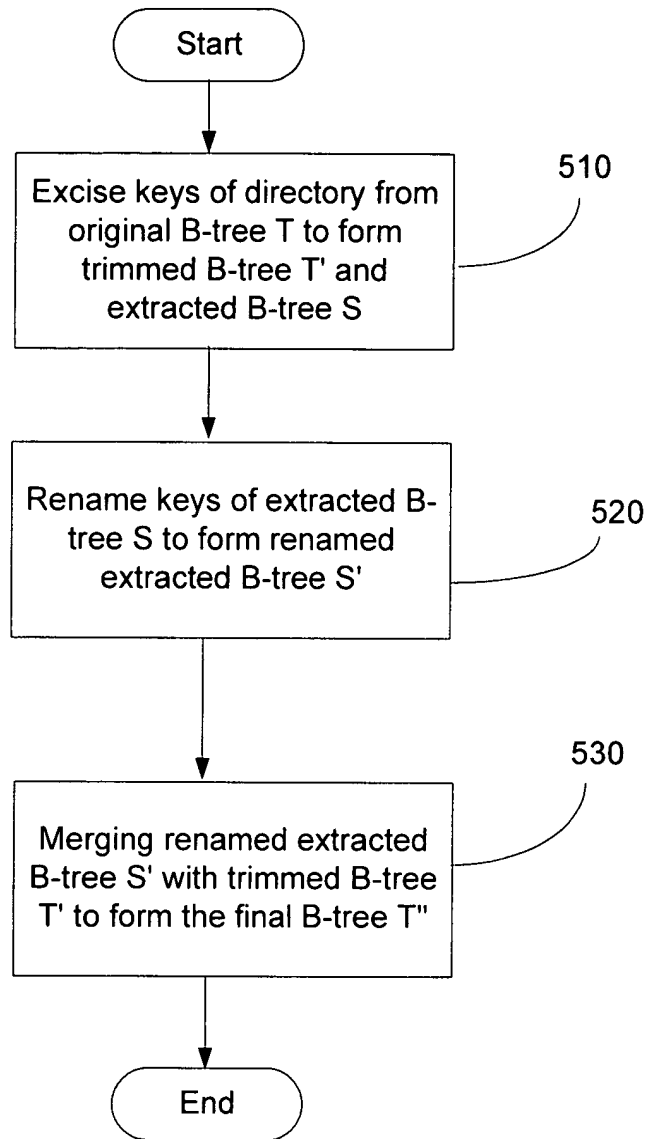 Start
Excise keys of directory from
original B-tree T to form
trimmed B-tree T' and
extracted B-tree S
510
Rename keys of extracted B-
tree S to form renamed
extracted B-tree S'
520
530
Merging renamed extracted
B-tree S' with trimmed B-tree
T' to form the final B-tree T"
End